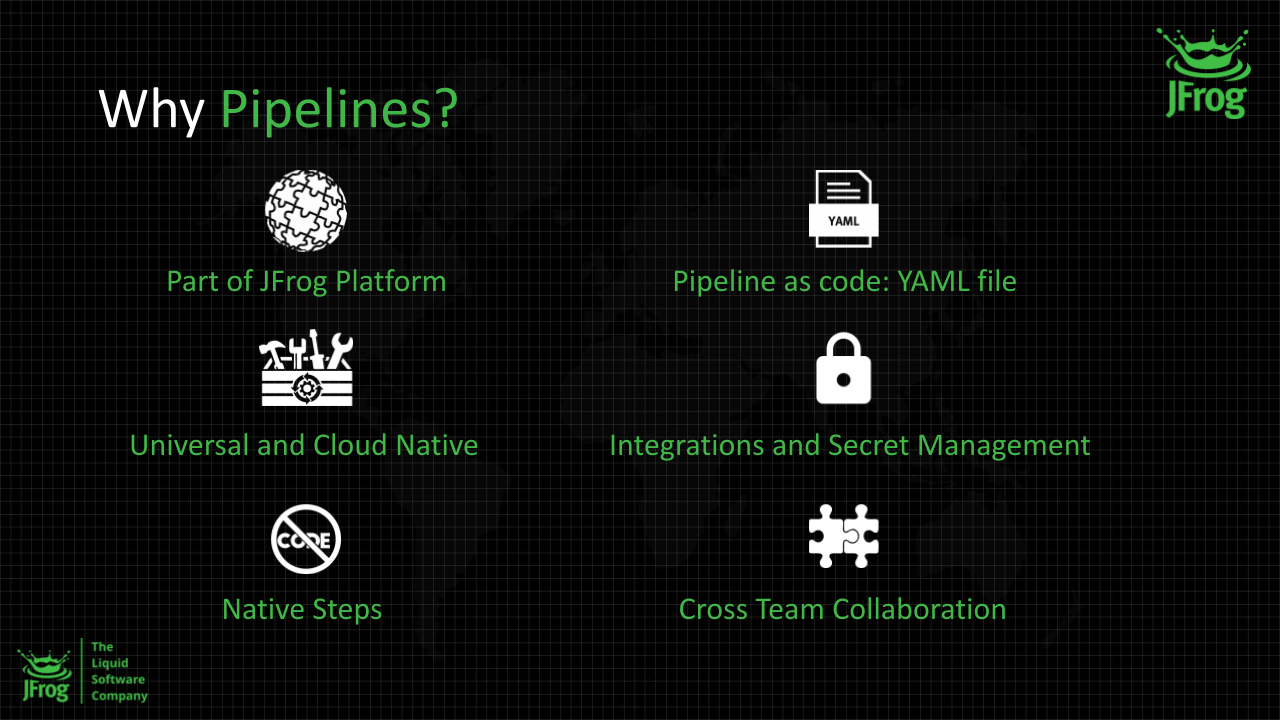 JFrog
Why Pipelines?
YAML
Part of JFrog Platform
Pipeline as code: YAML file
Universal and Cloud Native
Integrations and Secret Management
CODE
Native Steps
Cross Team Collaboration
JFrog
The
Liquid
Software
Company